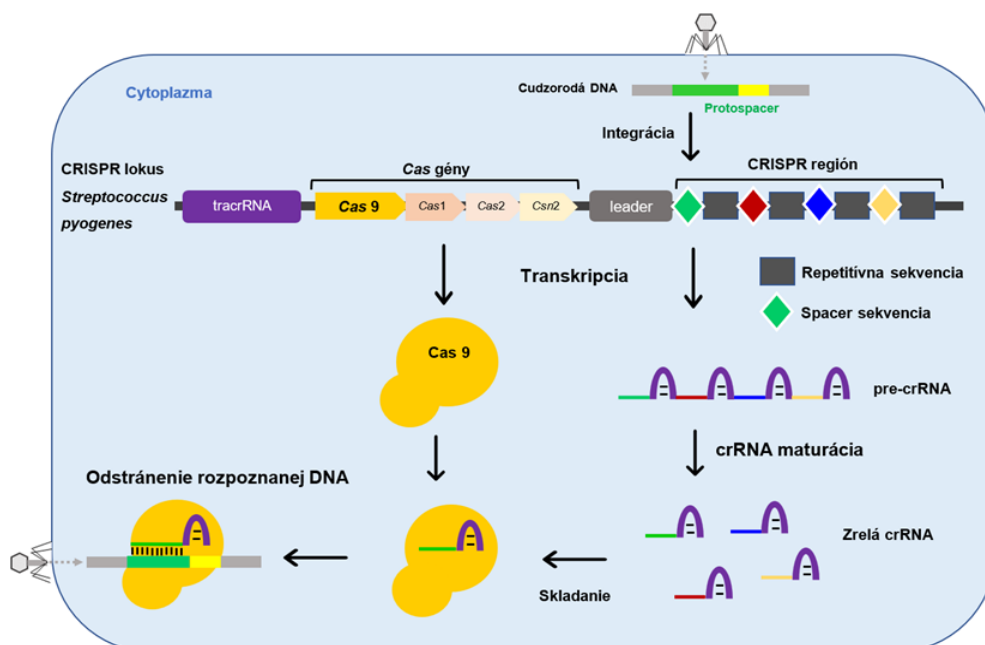 Cytoplazma
Cudzorodá DNA
Protospacer
Integrácia
CRISPR lokus
Streptococcus
pyogenes
Cas gény
CRISPR región
tracrRNA
Cas 9
Cas1
Cas2
Csn2
leader
Transkripcia
Repetitívna sekvencia
Spacer sekvencia
Cas 9
pre-crRNA
crRNA maturácia
Odstránenie rozpoznanej DNA
Zrelá crRNA
Skladanie